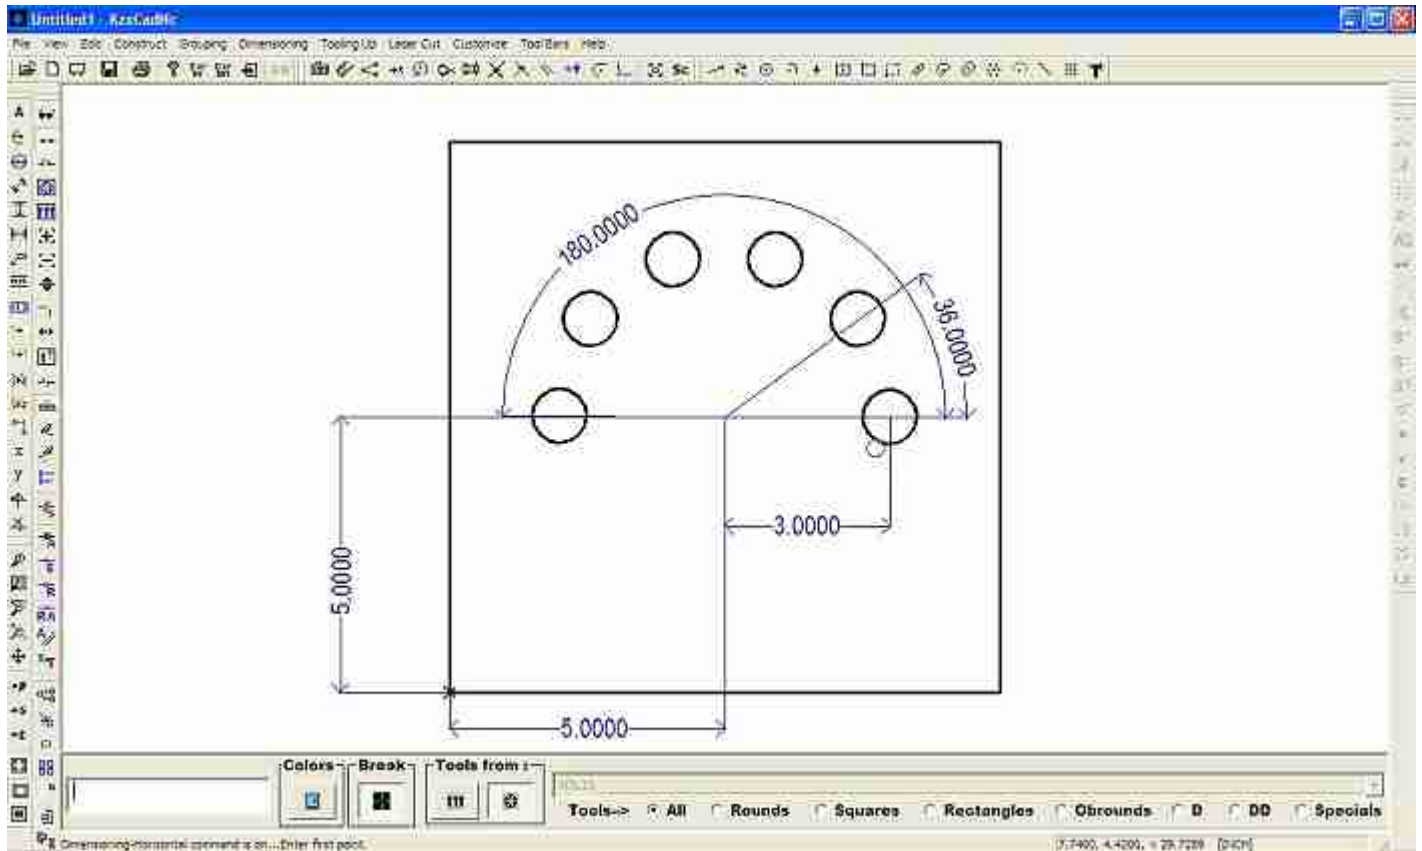 Untitled1 - KzxCadNc
File View Edit Construct Grouping Dimensioning Tooling Up Laser Cut Customize ToolBars Help
180.0000
36.0000
3.0000
5.0000
5.0000
Colors
Break
Tools from :
Tools-->
All
Rounds
Squares
Rectangles
Obrounds
D
DD
Specials
Dimensioning-Horizontal command is on...Enter first point.
[INCH]